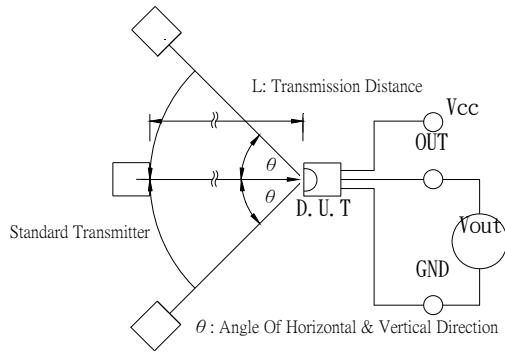 L: Transmission Distance
Vcc
OUT
θ
θ
D. U. T
Standard Transmitter
Vout
GND
θ : Angle Of Horizontal & Vertical Direction